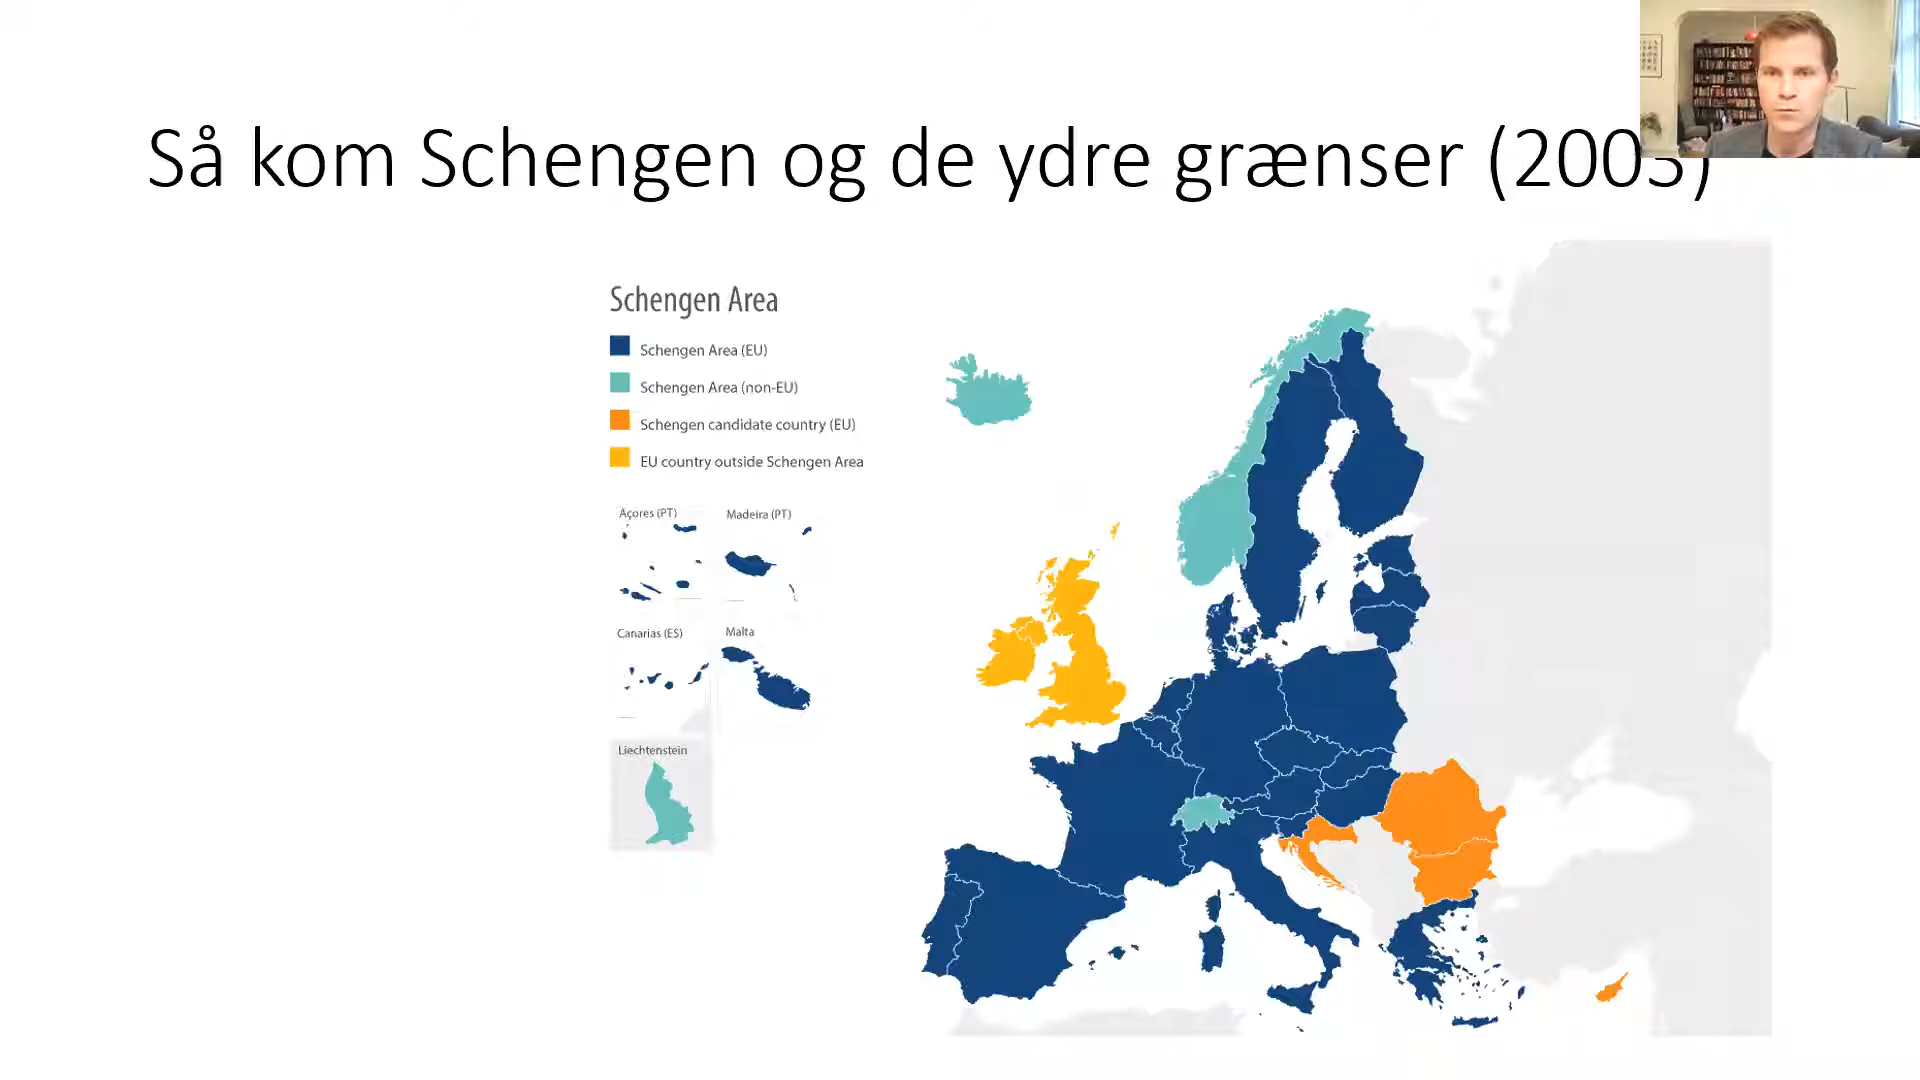 Så kom Schengen og de ydre grænser (2003)
Schengen Area
Schengen Area (EU)
Schengen Area (non-EU)
Schengen candidate country (EU)
EU country outside Schengen Area
Açores (PT)
Madeira (PT)
Canarias (ES)
Malta
Liechtenstein